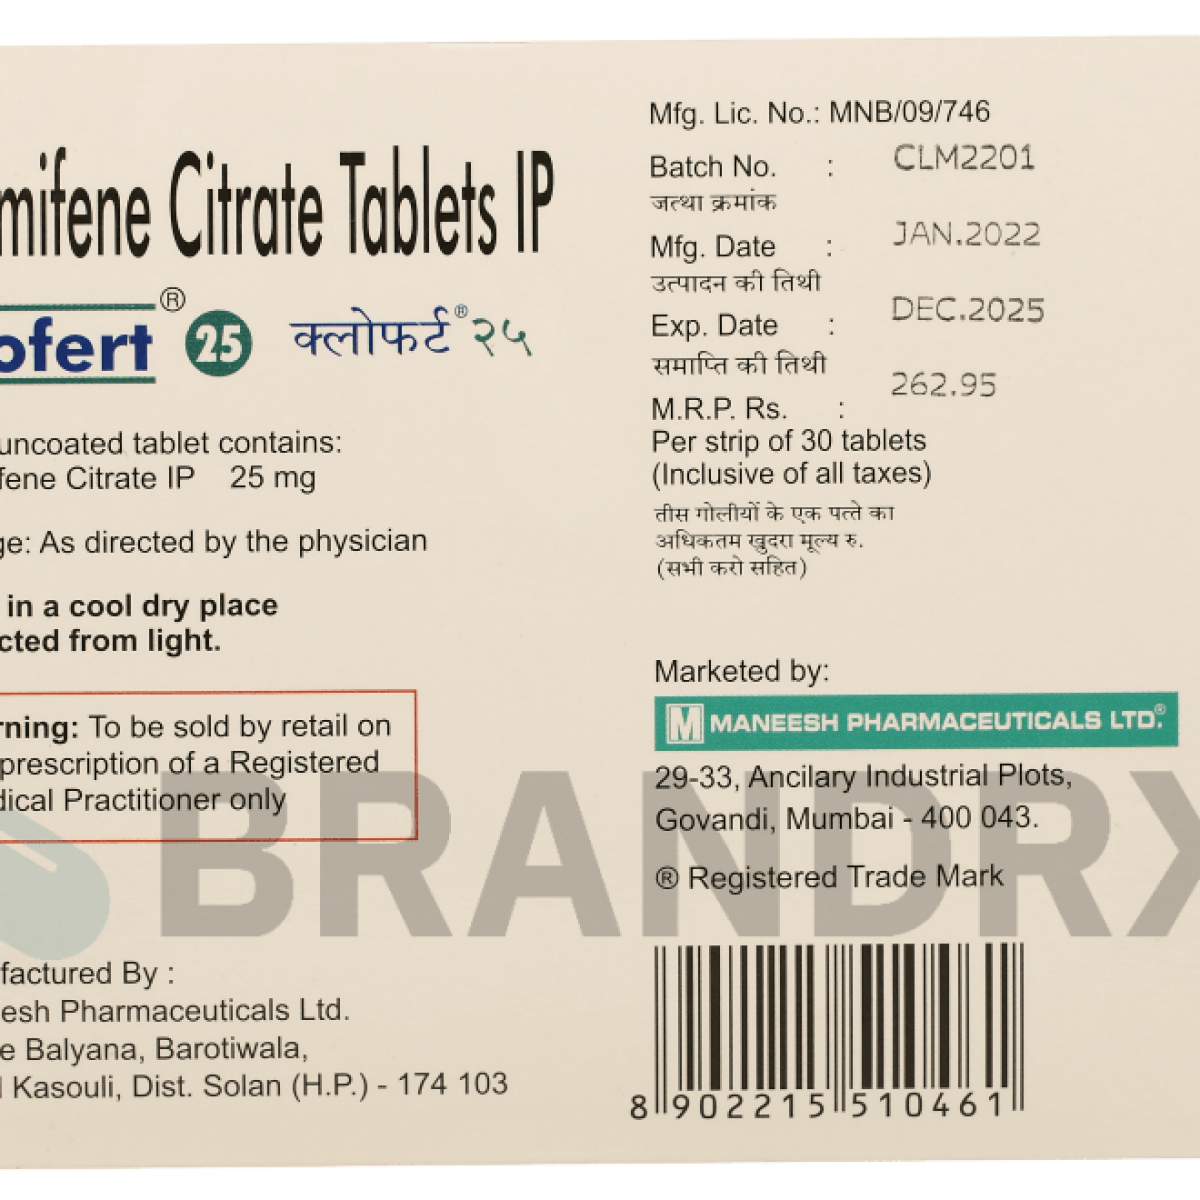 mifene Citrate Tablets IP
ofert® 25 क्लोफर्ट® २५
uncoated tablet contains:
fene Citrate IP 25 mg
ge: As directed by the physician
in a cool dry place
cted from light.
rning: To be sold by retail on
prescription of a Registered
dical Practitioner only
factured By :
esh Pharmaceuticals Ltd.
e Balyana, Barotiwala,
l Kasouli, Dist. Solan (H.P.) - 174 103
Mfg. Lic. No.: MNB/09/746
Batch No. : CLM2201
जत्था क्रमांक
Mfg. Date : JAN.2022
उत्पादन की तिथी
Exp. Date : DEC.2025
समाप्ति की तिथी
M.R.P. Rs. : 262.95
Per strip of 30 tablets
(Inclusive of all taxes)
तीस गोलीयों के एक पत्ते का
अधिकतम खुदरा मूल्य रु.
(सभी करो सहित)
Marketed by:
M MANEESH PHARMACEUTICALS LTD.®
29-33, Ancilary Industrial Plots,
Govandi, Mumbai - 400 043.
® Registered Trade Mark
BRANDRX
8 902215 510461